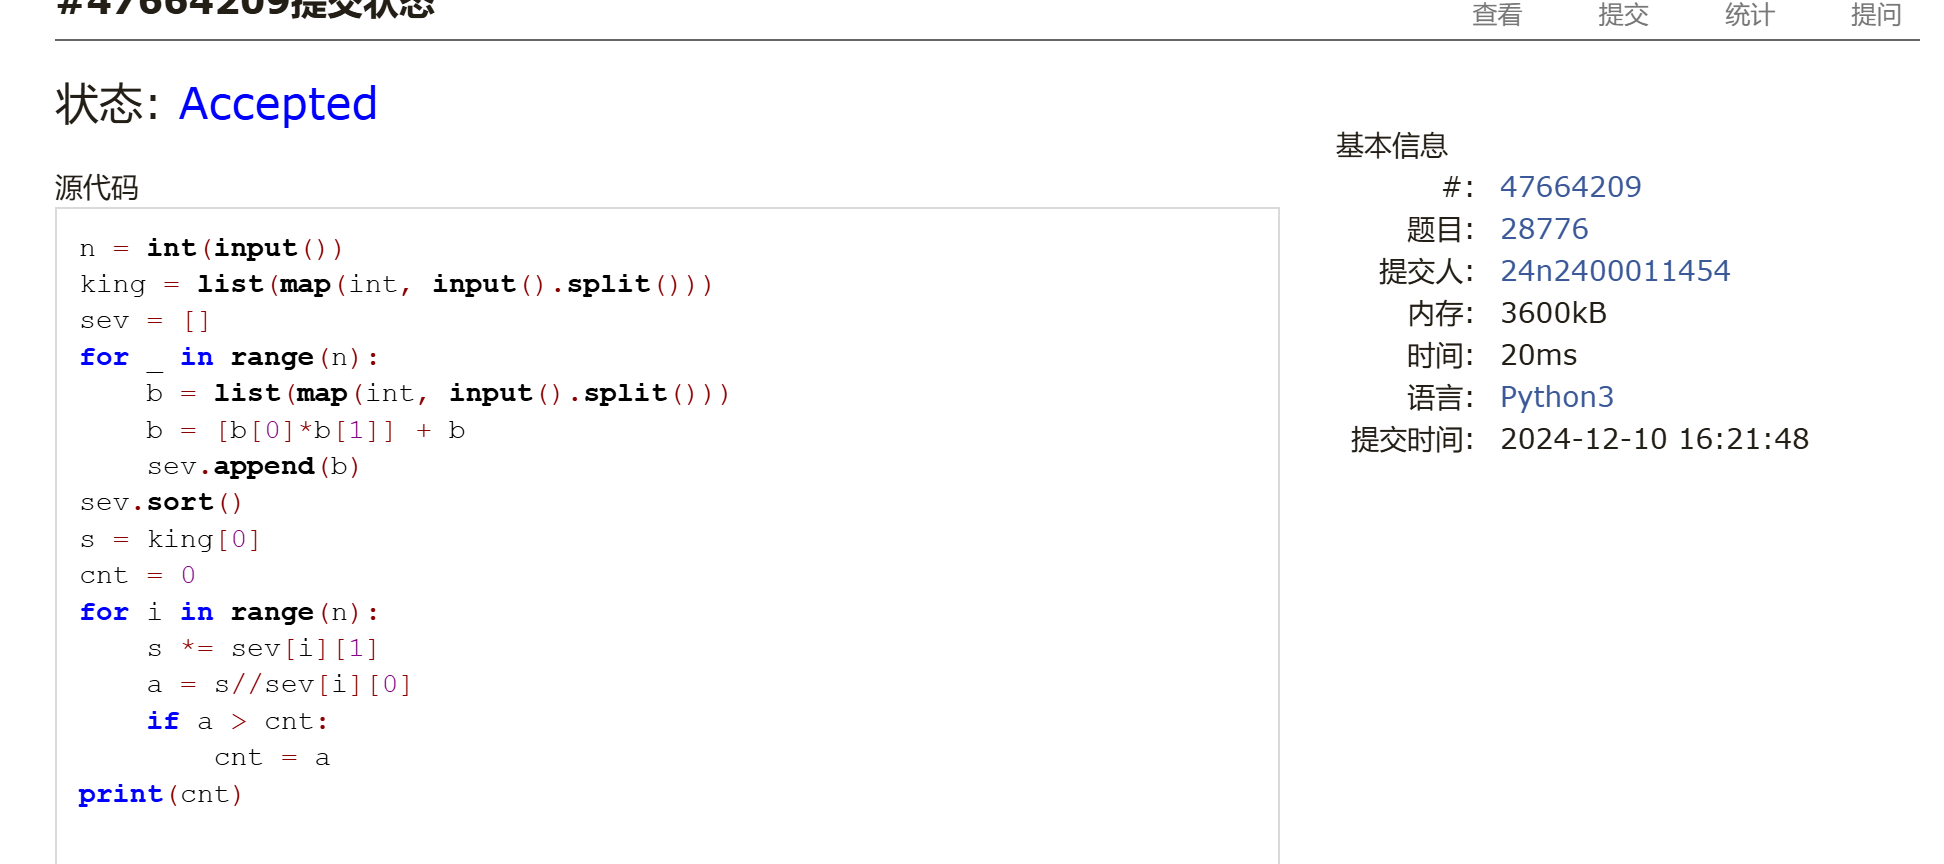 #47664209提交状态
查看 提交 统计 提问
状态: Accepted
源代码
n = int(input())
king = list(map(int, input().split()))
sev = []
for _ in range(n):
    b = list(map(int, input().split()))
    b = [b[0]*b[1]] + b
    sev.append(b)
sev.sort()
s = king[0]
cnt = 0
for i in range(n):
    s *= sev[i][1]
    a = s//sev[i][0]
    if a > cnt:
        cnt = a
print(cnt)
基本信息
#: 47664209
题目: 28776
提交人: 24n2400011454
内存: 3600kB
时间: 20ms
语言: Python3
提交时间: 2024-12-10 16:21:48